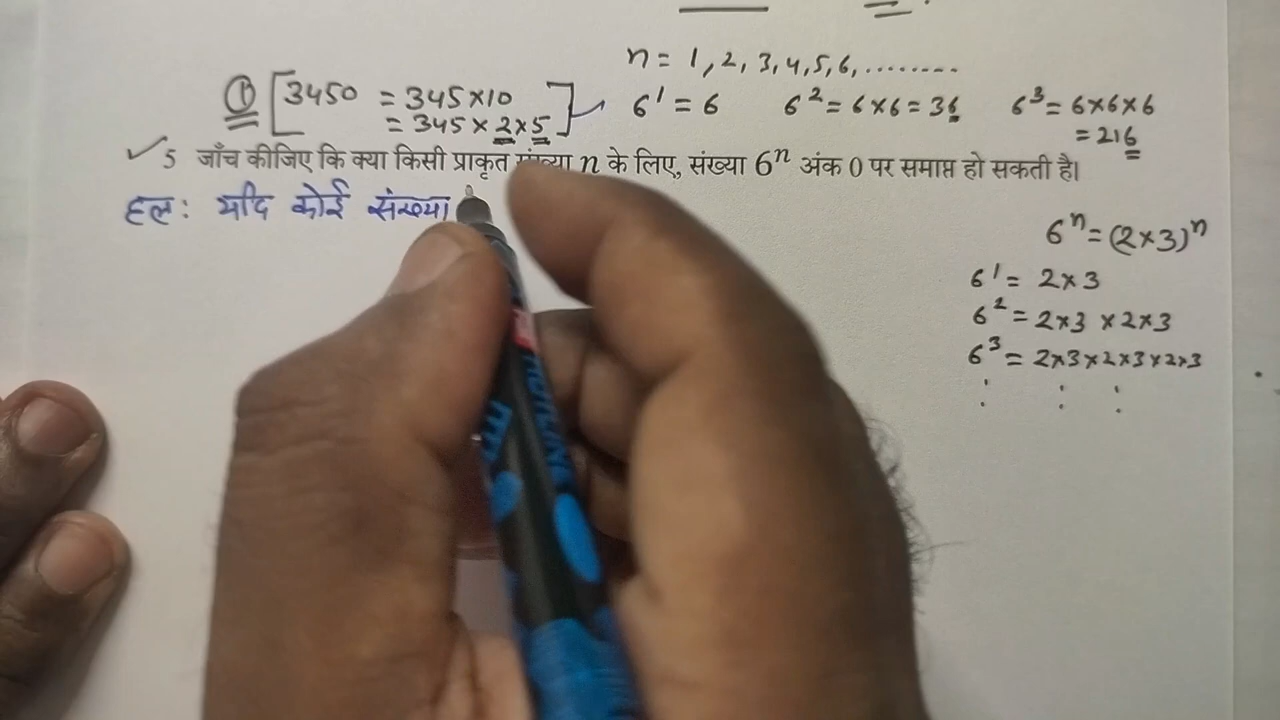 n = 1, 2, 3, 4, 5, 6, ........
① [3450 = 345×10
= 345 × 2 × 5]
6¹ = 6 6² = 6×6 = 36 6³ = 6×6×6
= 216
✓ 5 जाँच कीजिए कि क्या किसी प्राकृत संख्या n के लिए, संख्या 6ⁿ अंक 0 पर समाप्त हो सकती है।
हल: यदि कोई संख्या
6ⁿ = (2×3)ⁿ
6¹ = 2×3
6² = 2×3 ×2×3
6³ = 2×3×2×3×2×3